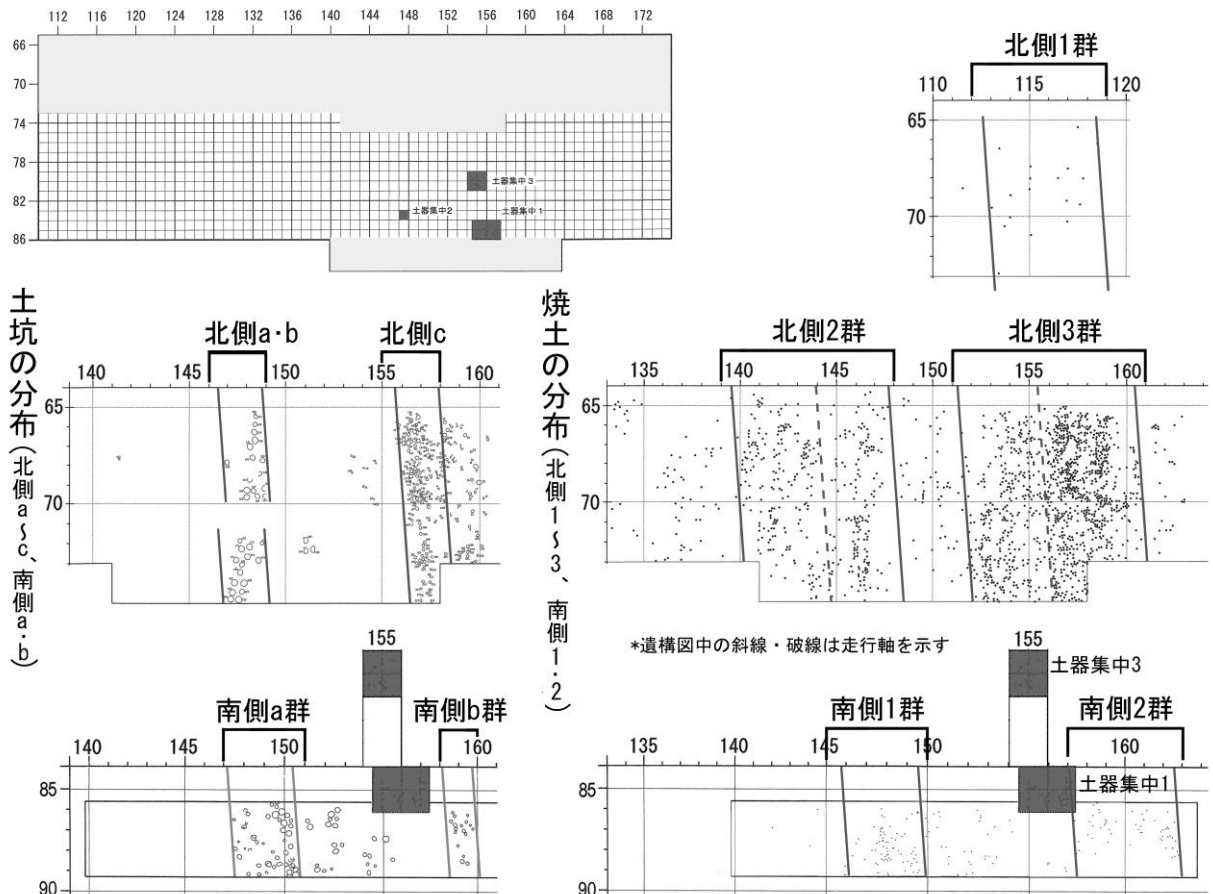 112 116 120 124 128 132 136 140 144 148 152 156 160 164 168 172
66
70
74
78
82
86
土器集中3
土器集中2
土器集中1
北側1群
110 115 120
65
70
土坑の分布(北側a~c、南側a・b)
北側a・b
北側c
140 145 150 155 160
65
70
155
南側a群
南側b群
140 145 150 160
85
90
焼土の分布(北側1~3、南側1・2)
北側2群
北側3群
135 140 145 150 155 160
65
70
*遺構図中の斜線・破線は走行軸を示す
155
土器集中3
南側1群
南側2群
135 140 145 150 160
土器集中1
85
90